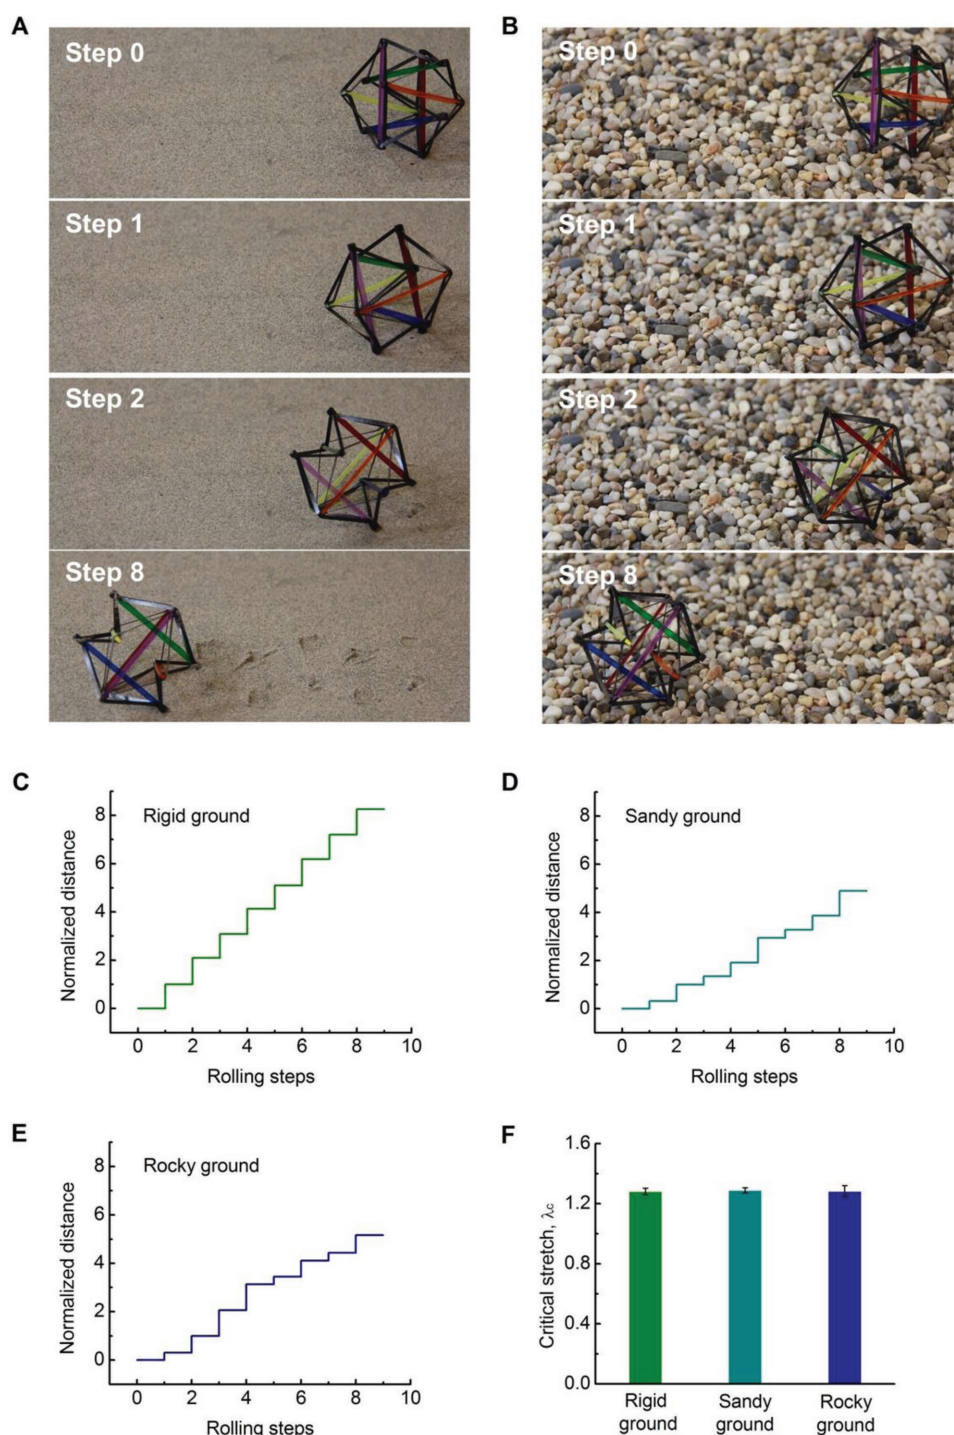 A
Step 0
Step 1
Step 2
Step 8
B
Step 0
Step 1
Step 2
Step 8
C
Rigid ground
Normalized distance
8
6
4
2
0
0 2 4 6 8 10
Rolling steps
D
Sandy ground
Normalized distance
8
6
4
2
0
0 2 4 6 8 10
Rolling steps
E
Rocky ground
Normalized distance
8
6
4
2
0
0 2 4 6 8 10
Rolling steps
F
Critical stretch, λc
1.6
1.2
0.8
0.4
0.0
Rigid
ground
Sandy
ground
Rocky
ground